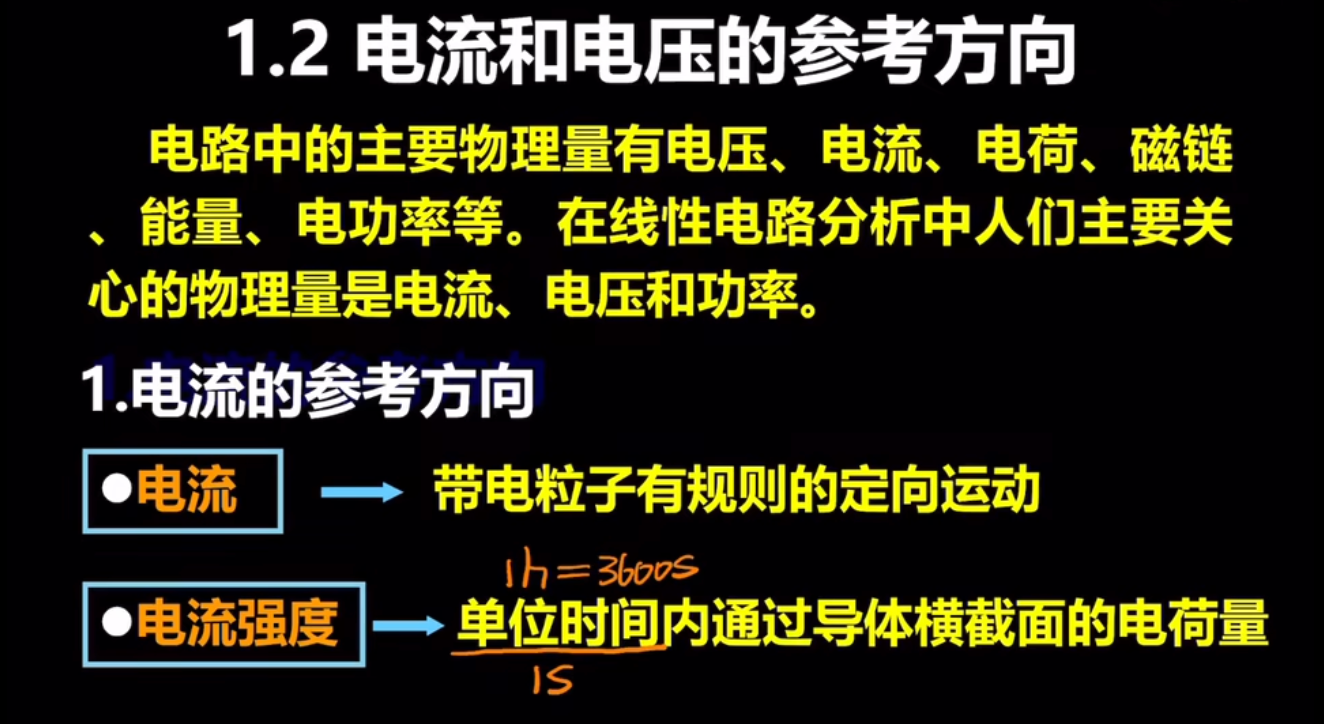 1.2 电流和电压的参考方向
电路中的主要物理量有电压、电流、电荷、磁链
、能量、电功率等。在线性电路分析中人们主要关
心的物理量是电流、电压和功率。
1.电流的参考方向
●电流 → 带电粒子有规则的定向运动
1h=3600s
●电流强度 → 单位时间内通过导体横截面的电荷量
1s